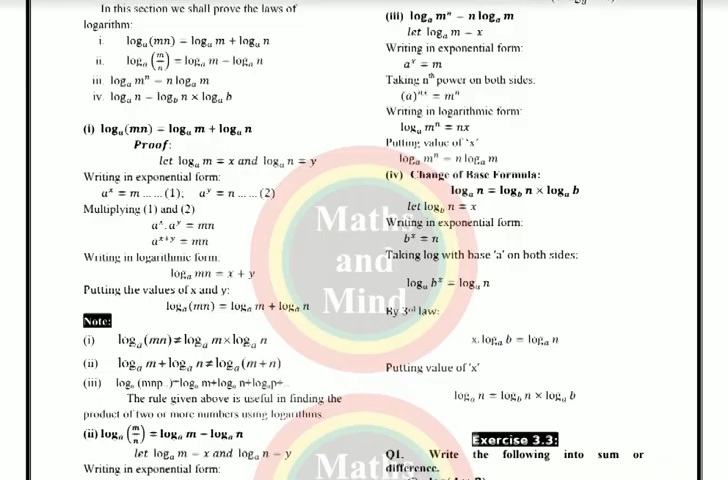 In this section we shall prove the laws of
logarithm:
i. logₐ(mn) = logₐ m + logₐ n
ii. logₐ (m/n) = logₐ m − logₐ n
iii. logₐ mⁿ − n logₐ m
iv. logₐ n − log_b n × logₐ b
(i) logₐ(mn) = logₐ m + logₐ n
Proof:
let logₐ m = x and logₐ n = y
Writing in exponential form:
aˣ = m ...... (1); aʸ = n ...... (2)
Multiplying (1) and (2)
aˣ. aʸ = mn
aˣ⁺ʸ = mn
Writing in logarithmic form.
logₐ mn = x + y
Putting the values of x and y:
logₐ(mn) = logₐ m + logₐ n
Note:
(i) logₐ(mn) ≠ logₐ m × logₐ n
(ii) logₐ m + logₐ n ≠ logₐ(m + n)
(iii) logₐ (mnp..)=logₐ m+logₐ n+logₐp+..
The rule given above is useful in finding the
product of two or more numbers using logarithms.
(ii) logₐ (m/n) = logₐ m − logₐ n
let logₐ m − x and logₐ n − y
Writing in exponential form:
(iii) logₐ mⁿ − n logₐ m
let logₐ m − x
Writing in exponential form:
aˣ = m
Taking nᵗʰ power on both sides:
(a)ⁿˣ = mⁿ
Writing in logarithmic form:
logₐ mⁿ = nx
Putting value of 'x'
logₐ mⁿ = n logₐ m
(iv) Change of Base Formula:
logₐ n = log_b n × logₐ b
let log_b n = x
Writing in exponential form:
bˣ = n
Taking log with base 'a' on both sides:
logₐ bˣ = logₐ n
By 3ʳᵈ law:
x. logₐ b = logₐ n
Putting value of 'x'
logₐ n = log_b n × logₐ b
Exercise 3.3:
Q1. Write the following into sum or
difference.
Maths
and
Mind
Maths